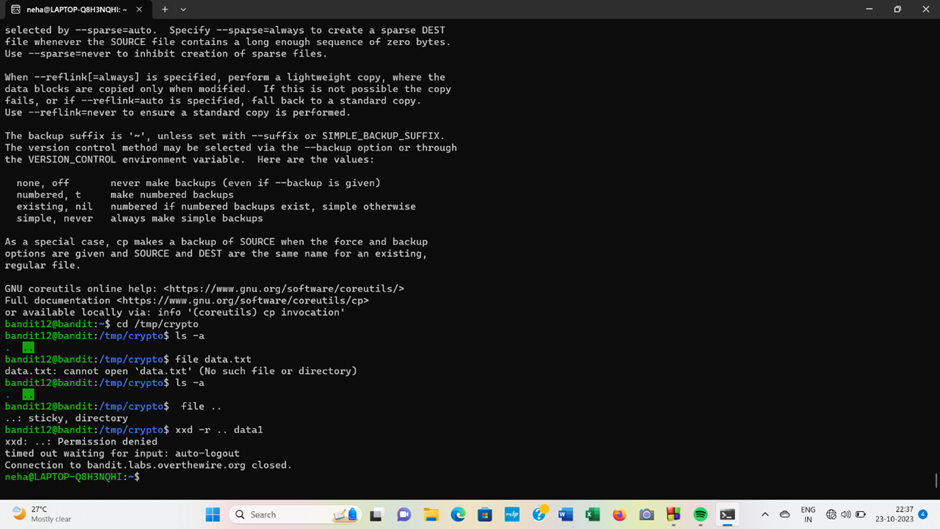 neha@LAPTOP-Q8H3NQHI: ~
selected by --sparse=auto.  Specify --sparse=always to create a sparse DEST
file whenever the SOURCE file contains a long enough sequence of zero bytes.
Use --sparse=never to inhibit creation of sparse files.
When --reflink[=always] is specified, perform a lightweight copy, where the
data blocks are copied only when modified.  If this is not possible the copy
fails, or if --reflink=auto is specified, fall back to a standard copy.
Use --reflink=never to ensure a standard copy is performed.
The backup suffix is '~', unless set with --suffix or SIMPLE_BACKUP_SUFFIX.
The version control method may be selected via the --backup option or through
the VERSION_CONTROL environment variable.  Here are the values:
none, off       never make backups (even if --backup is given)
numbered, t     make numbered backups
existing, nil   numbered if numbered backups exist, simple otherwise
simple, never   always make simple backups
As a special case, cp makes a backup of SOURCE when the force and backup
options are given and SOURCE and DEST are the same name for an existing,
regular file.
GNU coreutils online help: <https://www.gnu.org/software/coreutils/>
Full documentation <https://www.gnu.org/software/coreutils/cp>
or available locally via: info '(coreutils) cp invocation'
bandit12@bandit:~$ cd /tmp/crypto
bandit12@bandit:/tmp/crypto$ ls -a
.  ..
bandit12@bandit:/tmp/crypto$ file data.txt
data.txt: cannot open `data.txt' (No such file or directory)
bandit12@bandit:/tmp/crypto$ ls -a
.  ..
bandit12@bandit:/tmp/crypto$  file ..
..: sticky, directory
bandit12@bandit:/tmp/crypto$ xxd -r .. data1
xxd: ..: Permission denied
timed out waiting for input: auto-logout
Connection to bandit.labs.overthewire.org closed.
neha@LAPTOP-Q8H3NQHI:~$
27°C
Mostly clear
Search
ENG
IN
22:37
23-10-2023
4